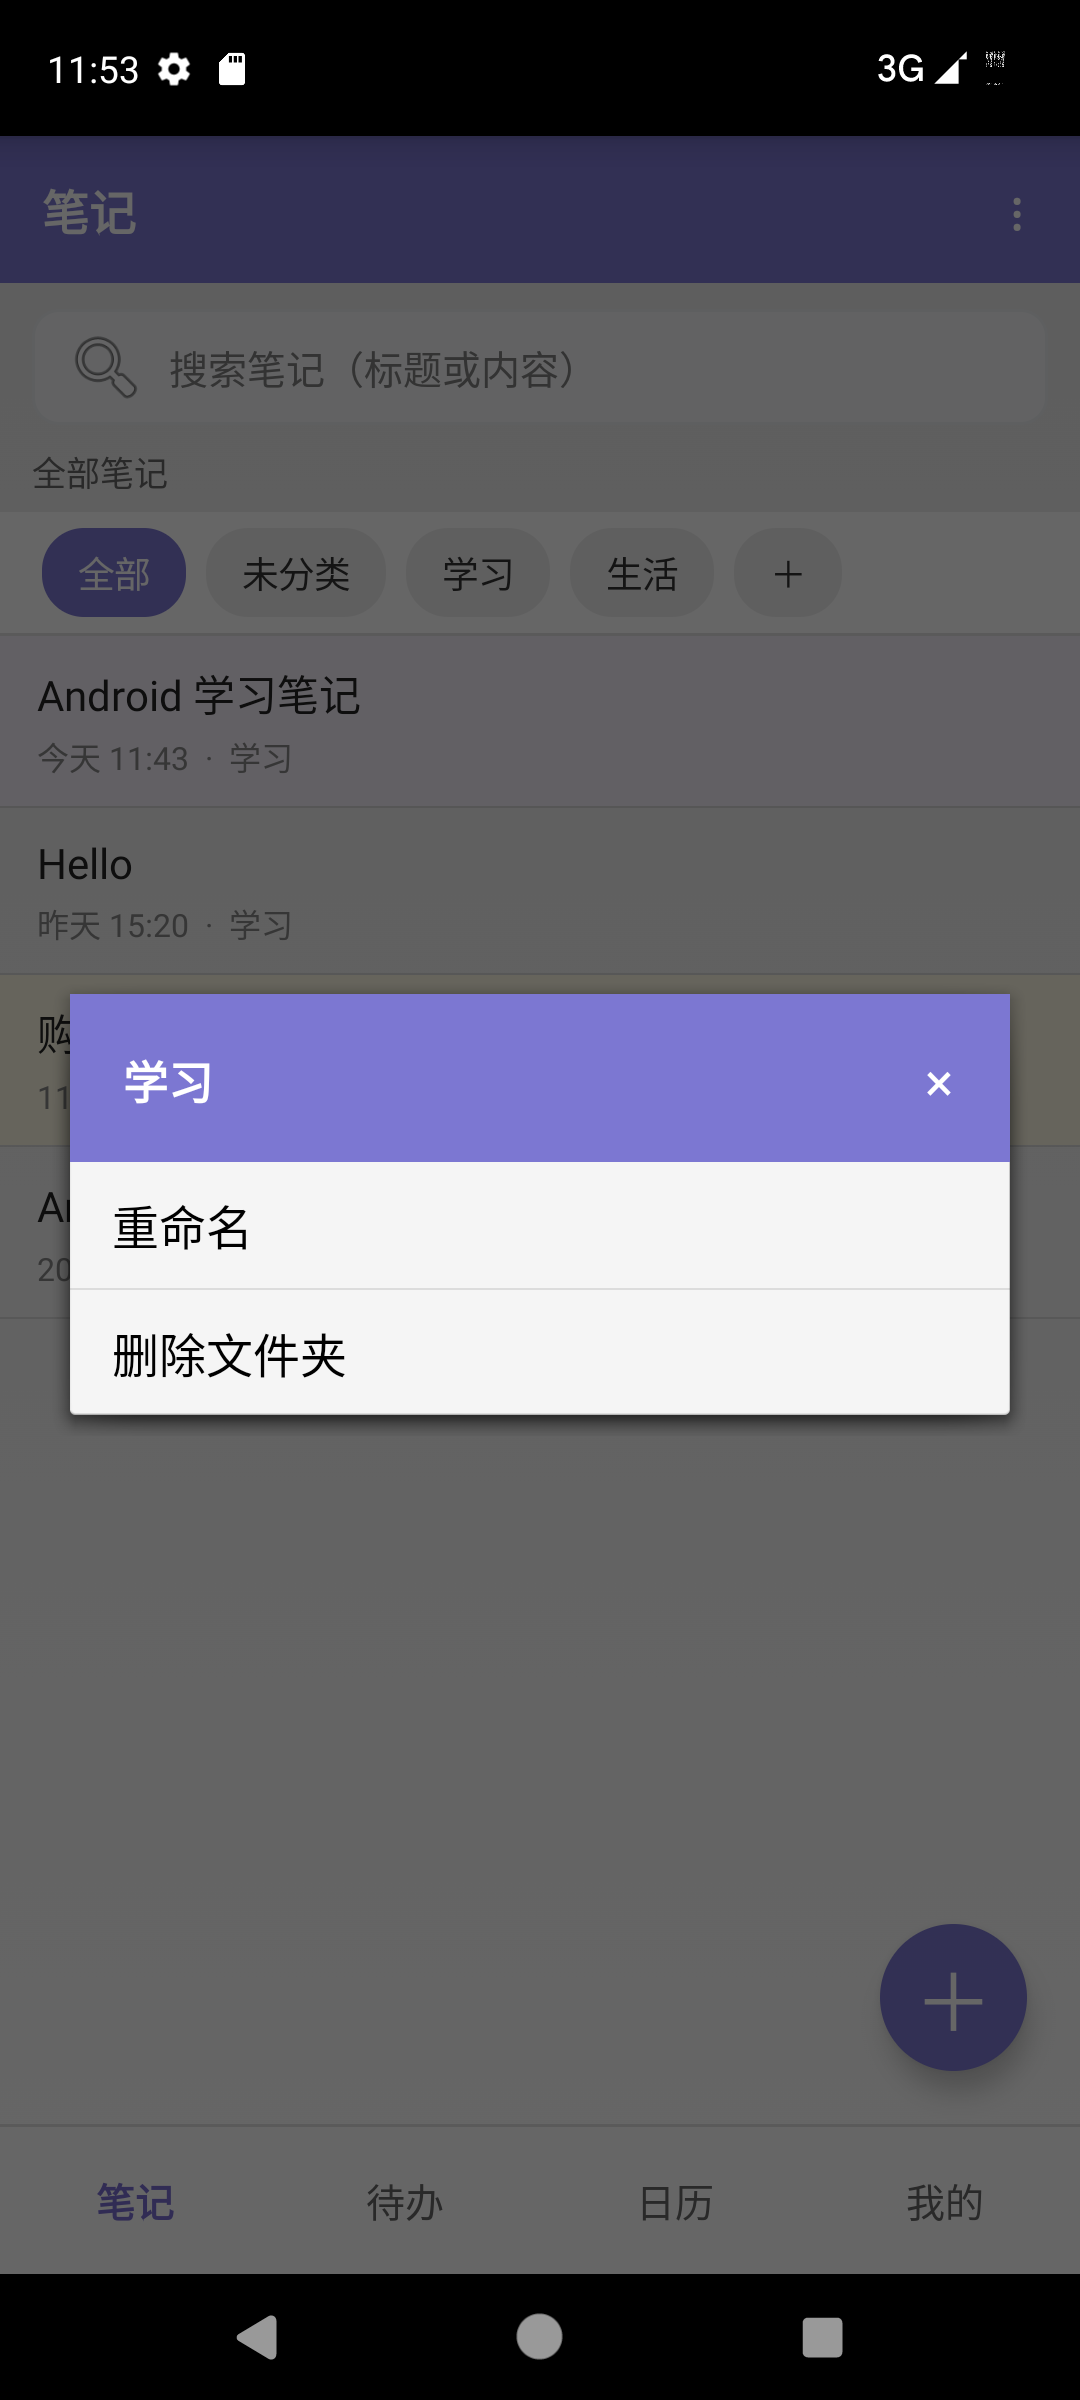 11:53 3G
笔记
搜索笔记（标题或内容）
全部笔记
全部 未分类 学习 生活 +
Android 学习笔记
今天 11:43 · 学习
Hello
昨天 15:20 · 学习
购
11
学习 ×
重命名
删除文件夹
20
笔记 待办 日历 我的